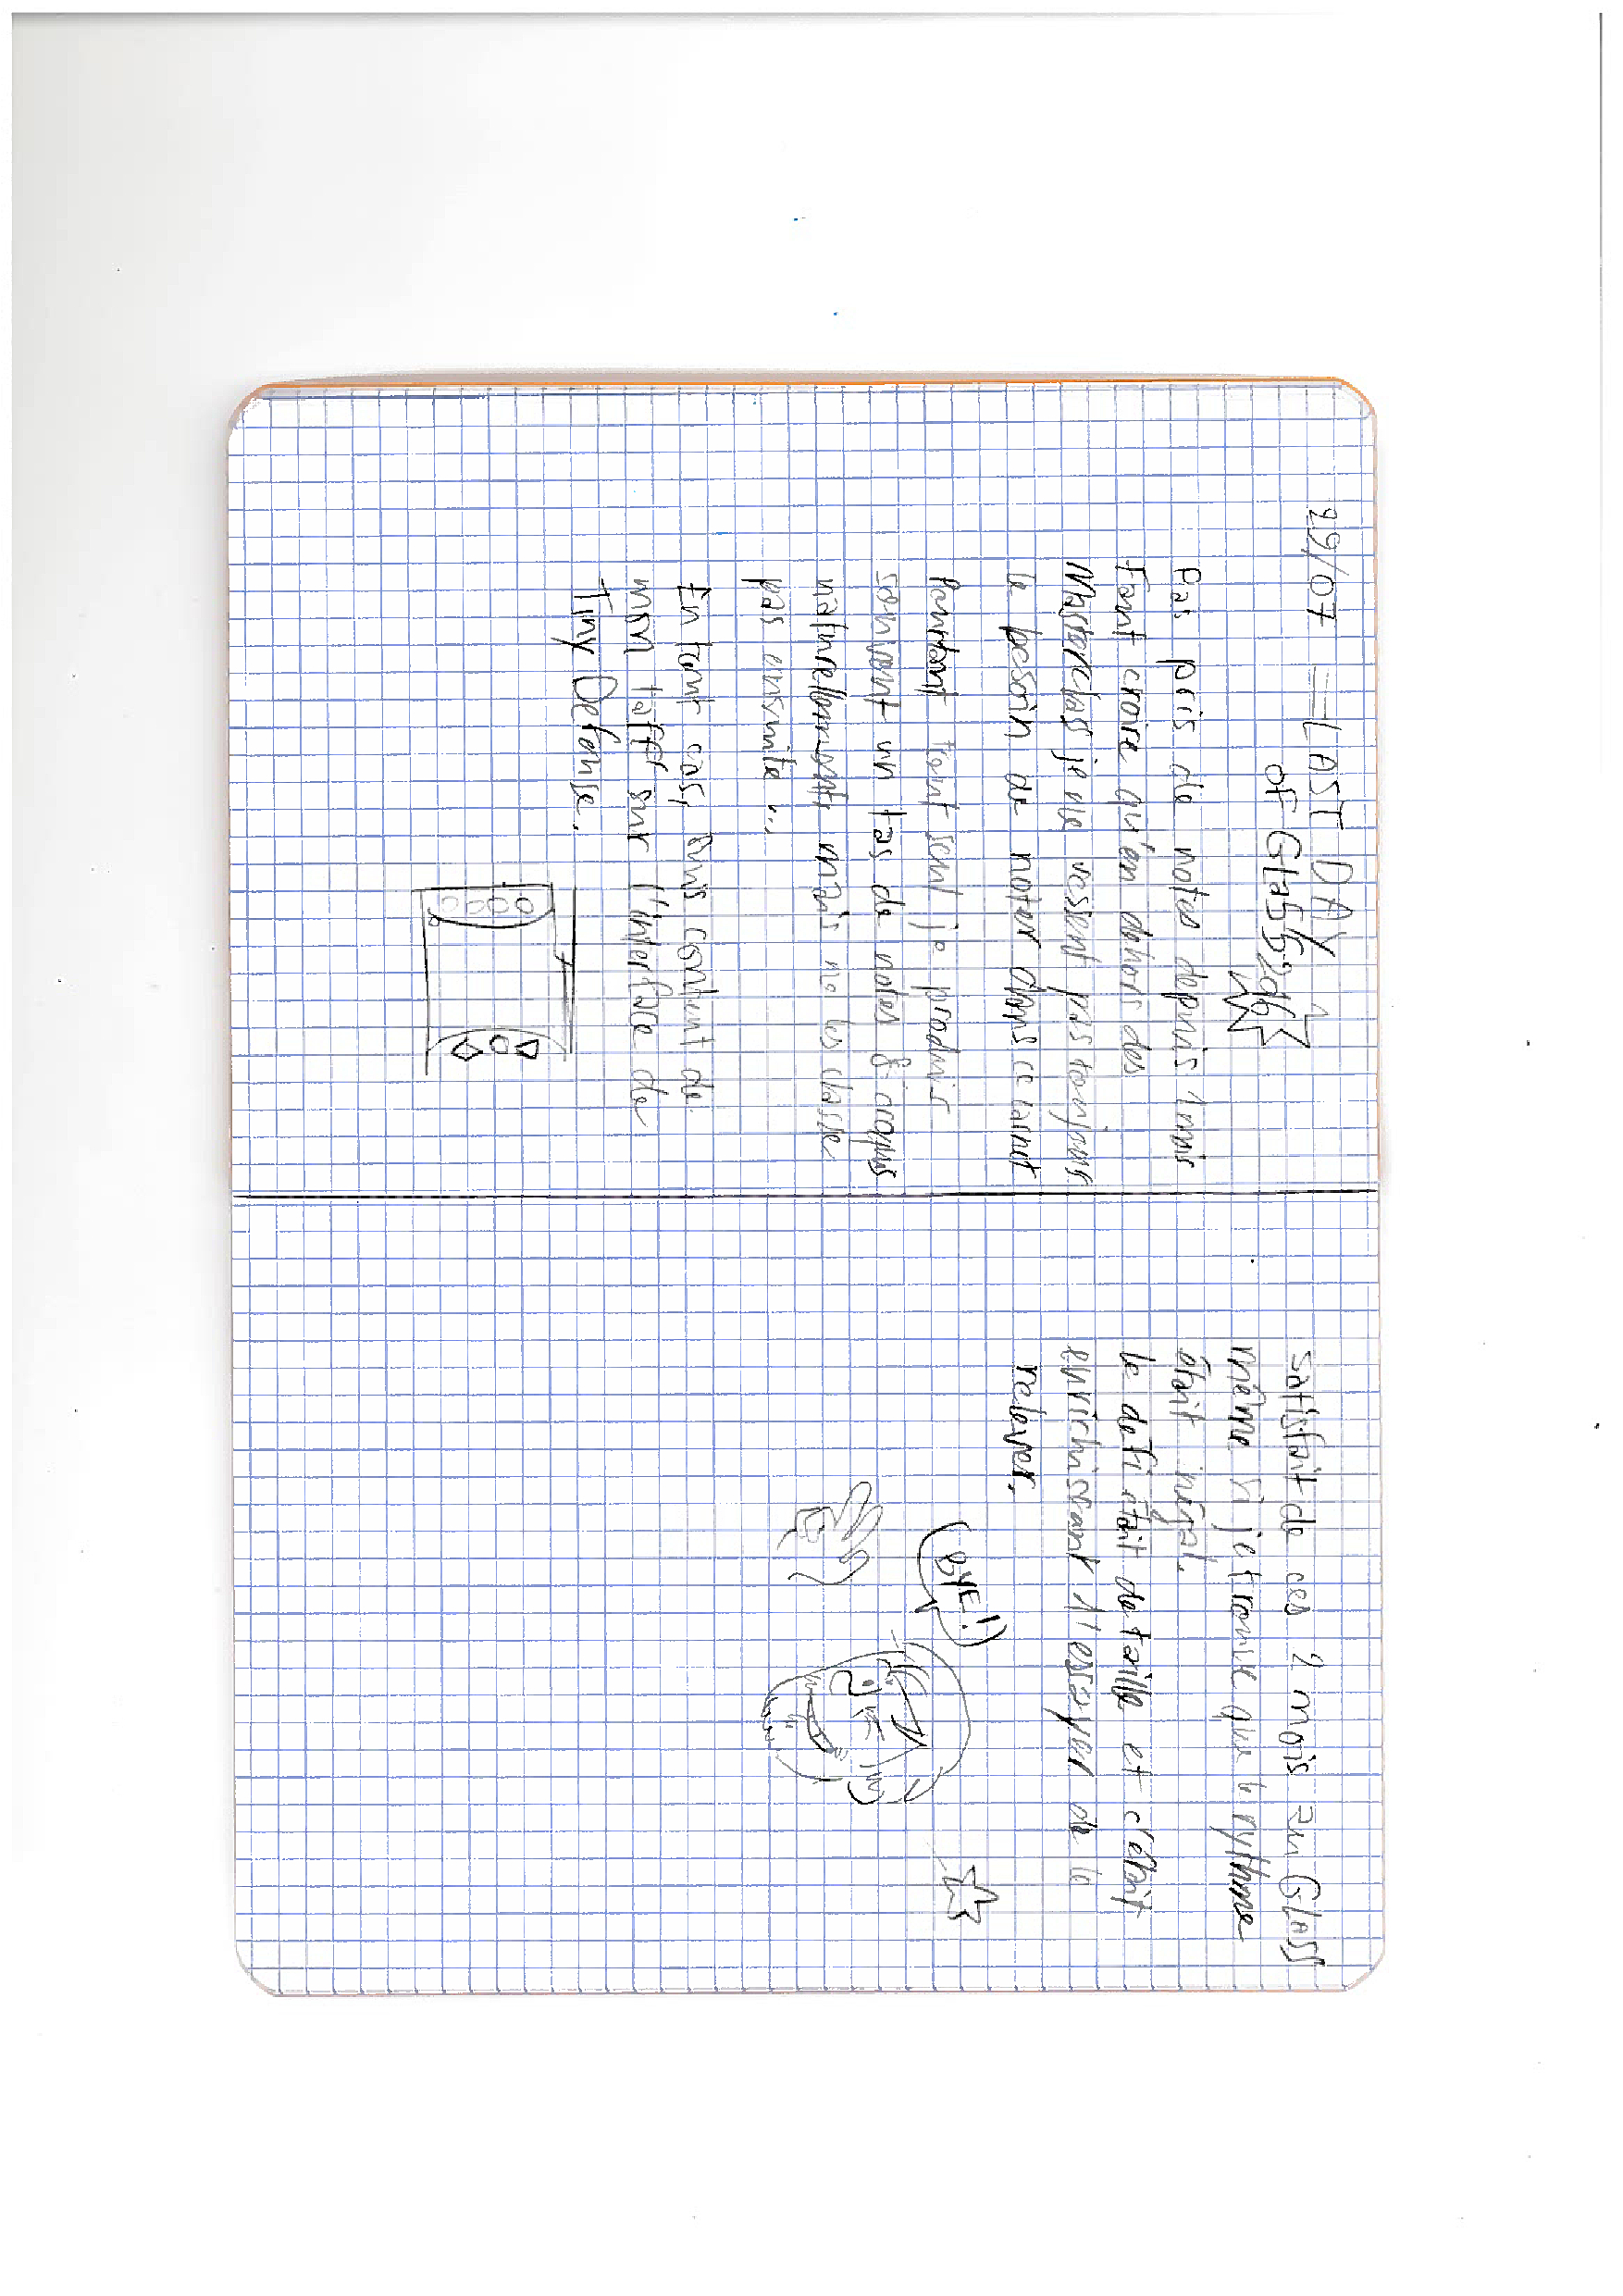 29/07 == LAST DAY
OF Glass
Pas pris de notes depuis 1 mois
Faut croire qu'en dehors des
Masterclass je me ressent pas toujours
le besoin de noter dans ce carnet
Pourtant tout seul je produis
souvent un tas de notes & croquis
naturellement, mais ne les classe
pas ensuite ...
En tout cas, suis content de
mon taff sur l'interface de
Tiny Defense.
Satisfait de ces 2 mois sur Glass
même si je trouve que le rythme
était inégal.
le défi était de taille et c'était
enrichissant d'essayer de le
relever.
BYE!